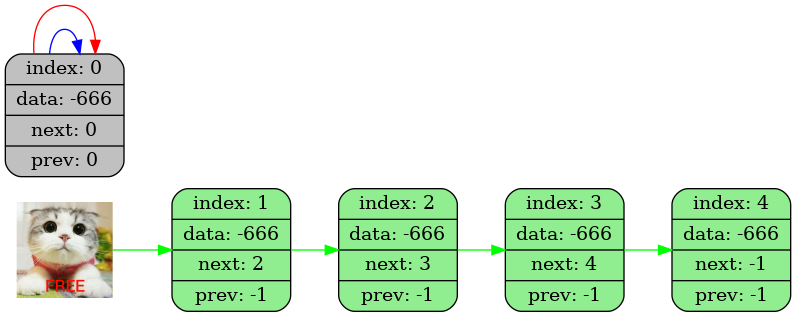 index: 0
data: -666
next: 0
prev: 0
FREE
index: 1
data: -666
next: 2
prev: -1
index: 2
data: -666
next: 3
prev: -1
index: 3
data: -666
next: 4
prev: -1
index: 4
data: -666
next: -1
prev: -1